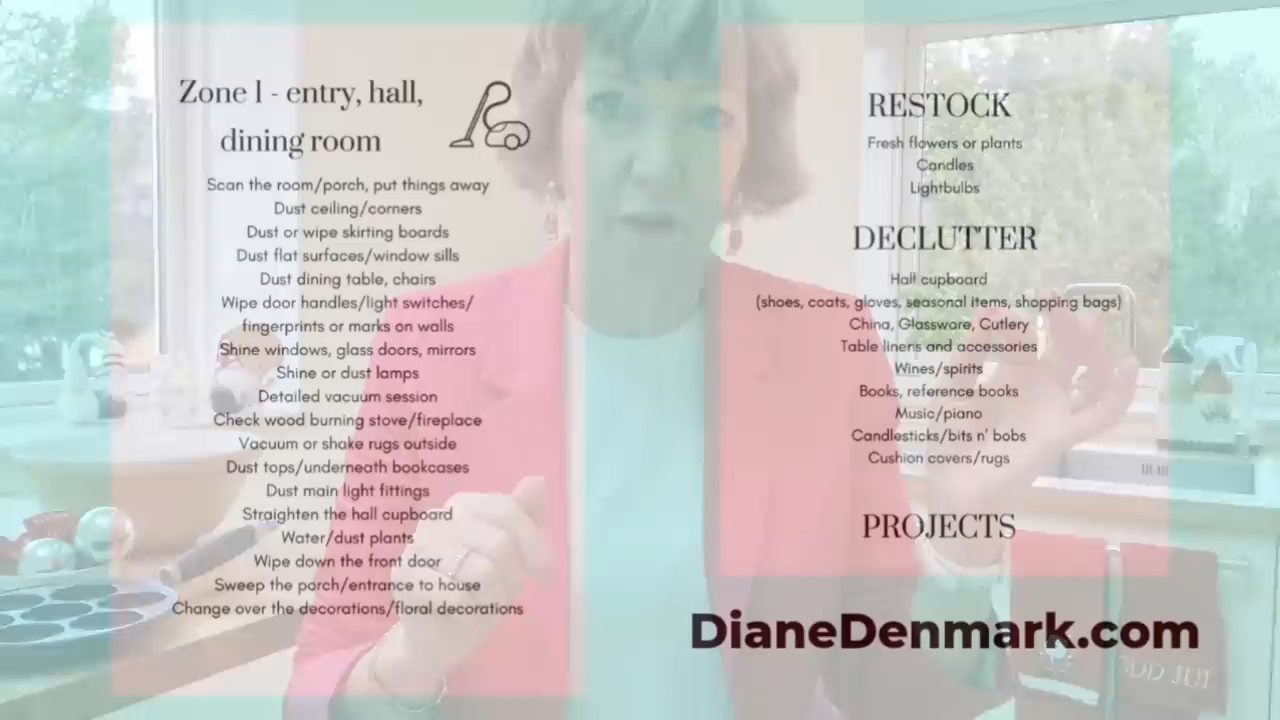 Zone 1 - entry, hall,
dining room
Scan the room/porch, put things away
Dust ceiling/corners
Dust or wipe skirting boards
Dust flat surfaces/window sills
Dust dining table, chairs
Wipe door handles/light switches/
fingerprints or marks on walls
Shine windows, glass doors, mirrors
Shine or dust lamps
Detailed vacuum session
Check wood burning stove/fireplace
Vacuum or shake rugs outside
Dust tops/underneath bookcases
Dust main light fittings
Straighten the hall cupboard
Water/dust plants
Wipe down the front door
Sweep the porch/entrance to house
Change over the decorations/floral decorations
RESTOCK
Fresh flowers or plants
Candles
Lightbulbs
DECLUTTER
Hall cupboard
(shoes, coats, gloves, seasonal items, shopping bags)
China, Glassware, Cutlery
Table linens and accessories
Wines/spirits
Books, reference books
Music/piano
Candlesticks/bits n' bobs
Cushion covers/rugs
PROJECTS
DianeDenmark.com
JUL